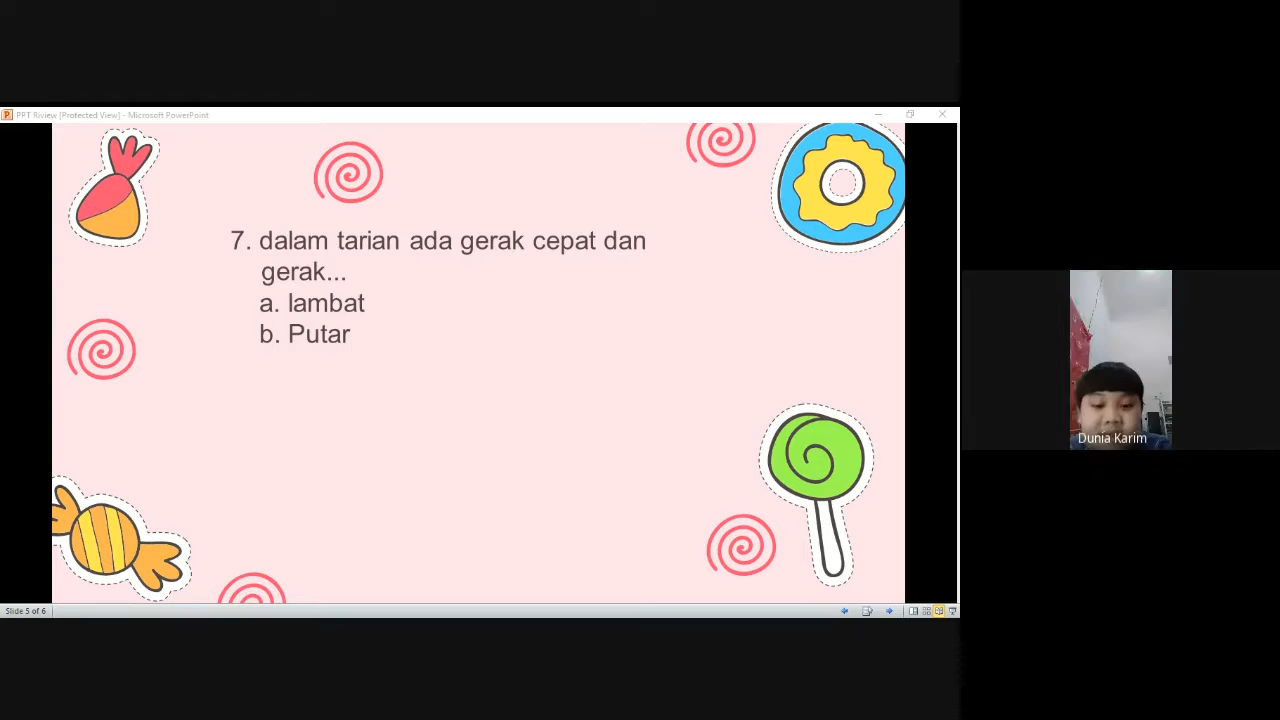 PPT Riview [Protected View] - Microsoft PowerPoint
7. dalam tarian ada gerak cepat dan
gerak...
a. lambat
b. Putar
Dunia Karim
Slide 5 of 6